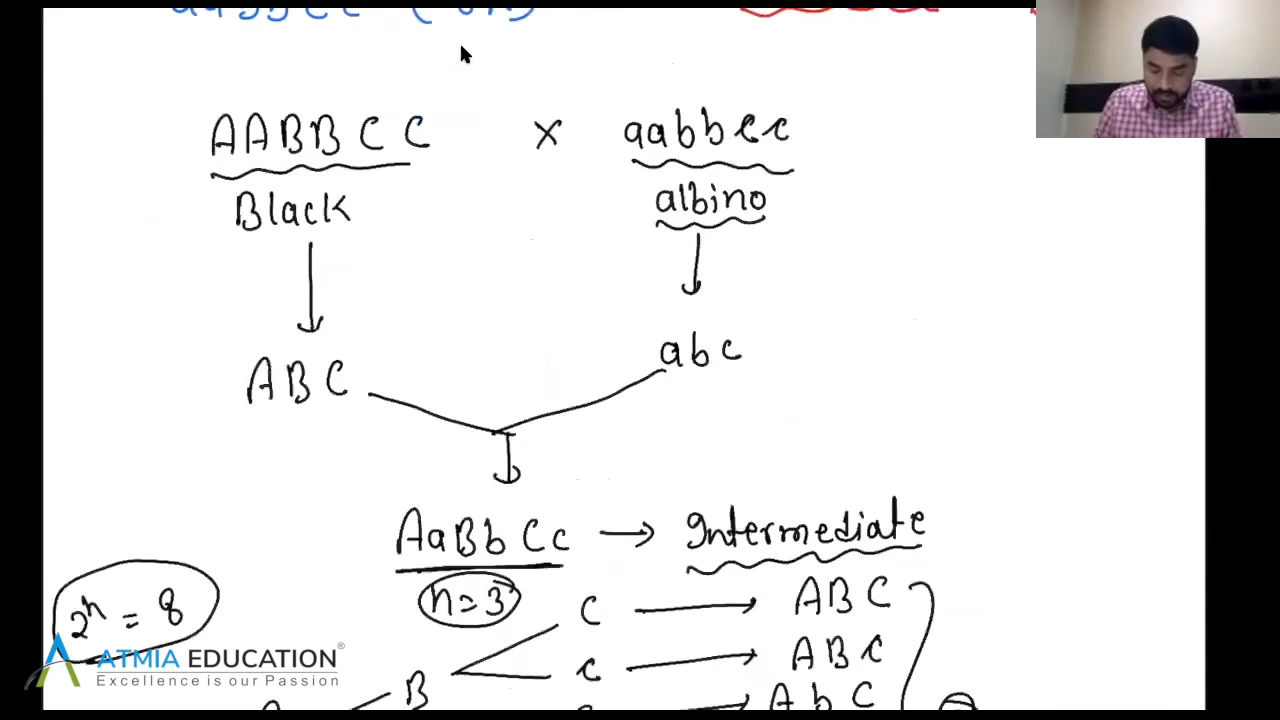 AABBCC x aabbcc
Black albino
ABC abc
AaBbCc → Intermediate
n=3
2ⁿ = 8
C → ABC
c → ABc
B AbC
ATMIA EDUCATION®
Excellence is our Passion